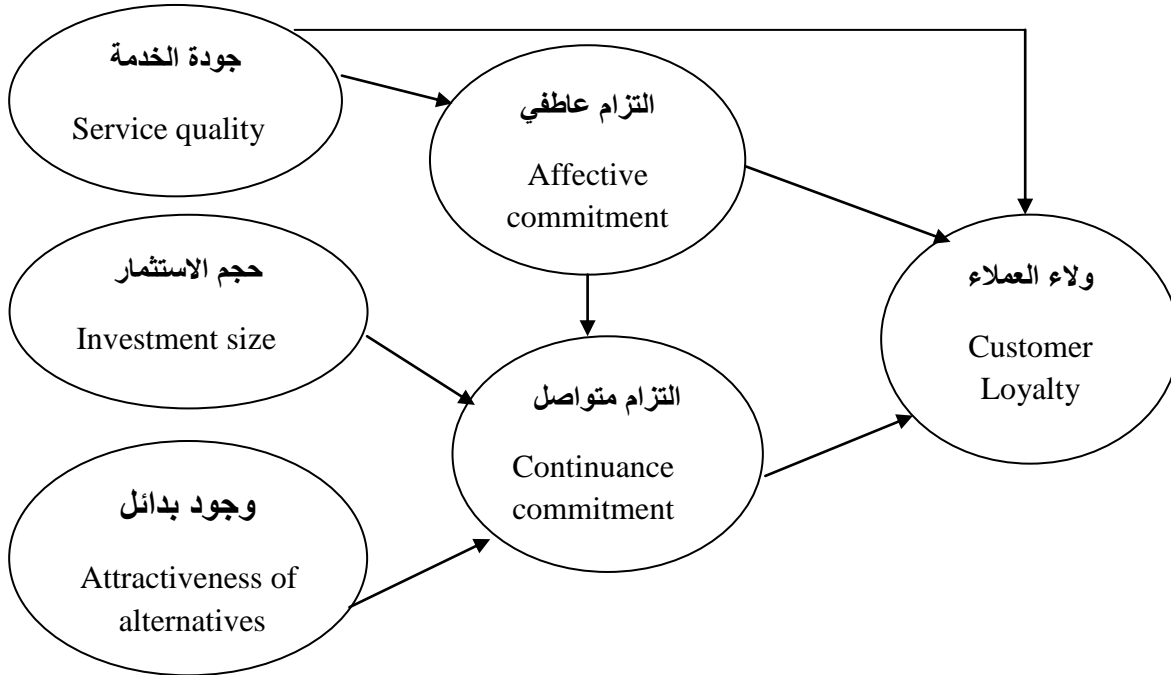 جودة الخدمة
Service quality
التزام عاطفي
Affective
commitment
حجم الاستثمار
Investment size
ولاء العملاء
Customer
Loyalty
التزام متواصل
Continuance
commitment
وجود بدائل
Attractiveness of
alternatives